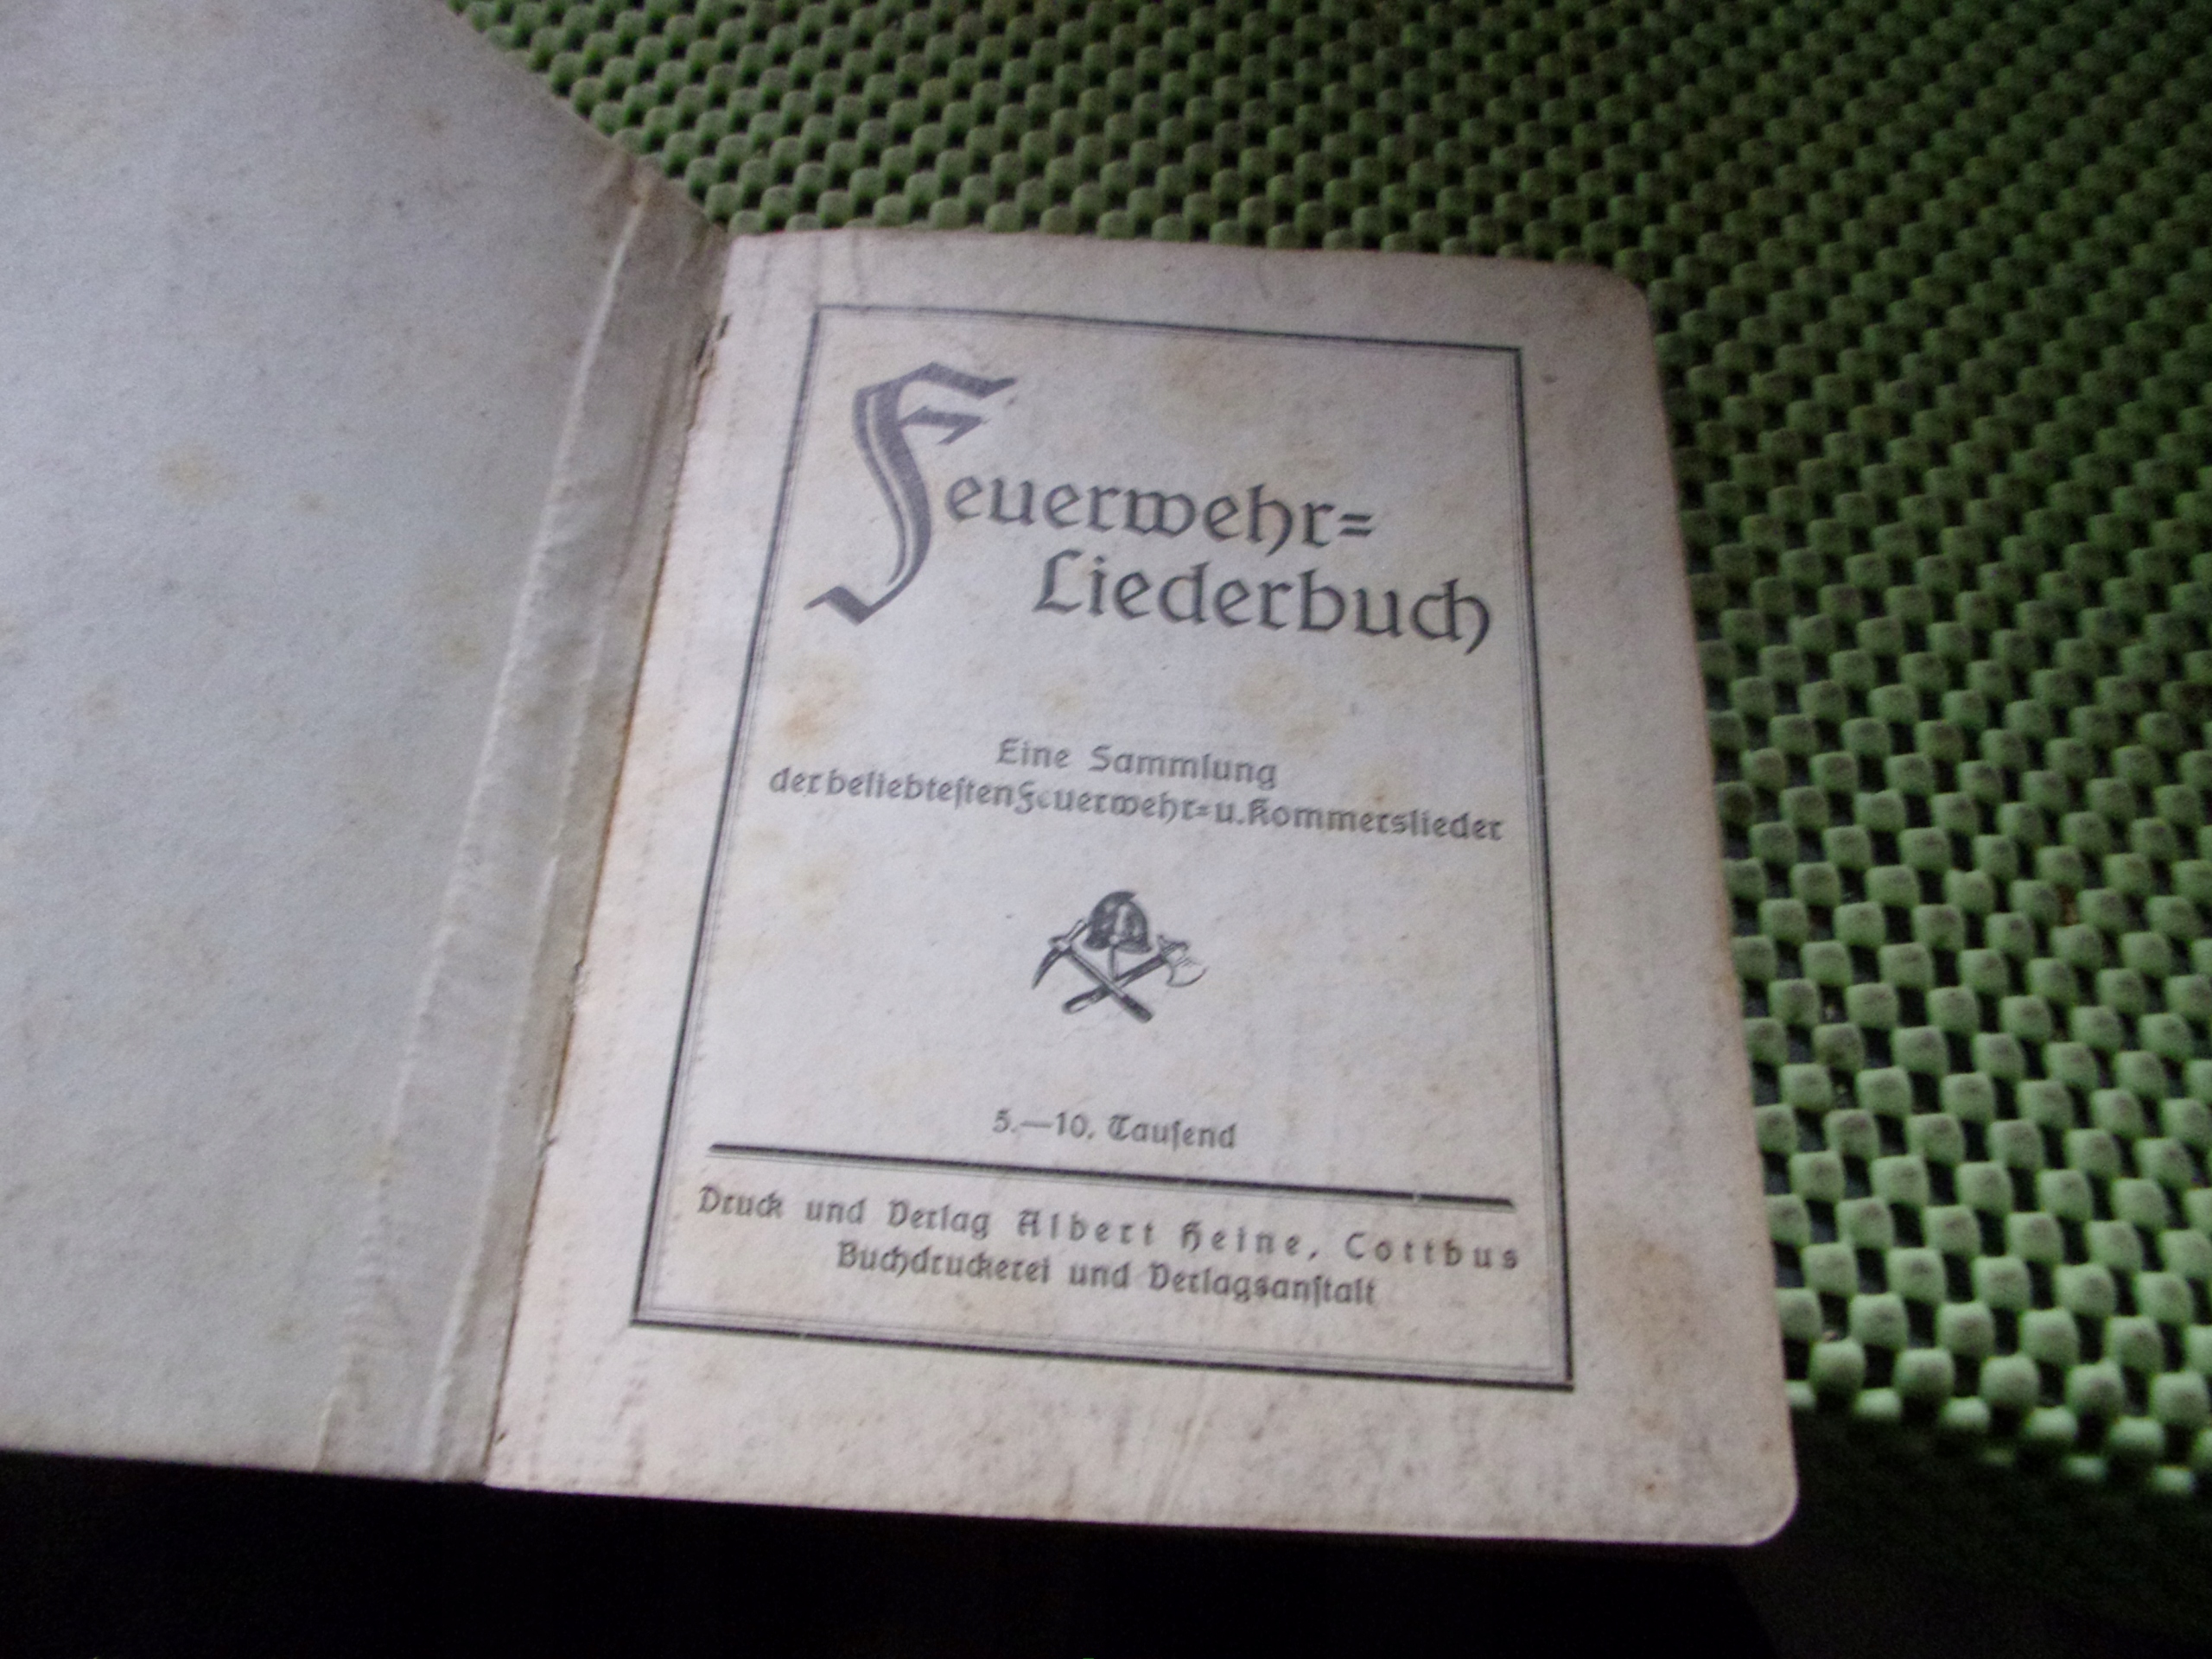 Feuerwehr=
Liederbuch
Eine Sammlung
der beliebteſten Feuerwehr= u. Kommerslieder
5.—10. Tauſend
Druck und Verlag Albert Heine, Cottbus
Buchdruckerei und Verlagsanſtalt